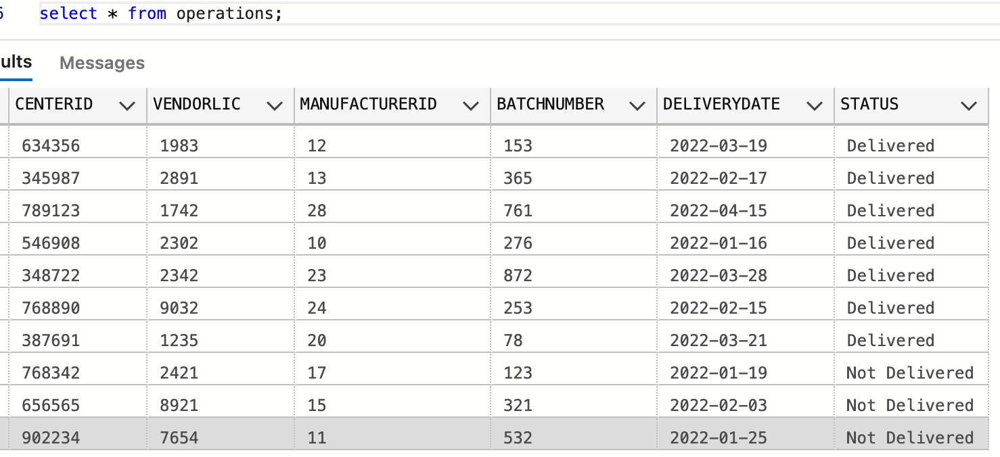 6 select * from operations;
ults Messages
CENTERID VENDORLIC MANUFACTURERID BATCHNUMBER DELIVERYDATE STATUS
634356 1983 12 153 2022-03-19 Delivered
345987 2891 13 365 2022-02-17 Delivered
789123 1742 28 761 2022-04-15 Delivered
546908 2302 10 276 2022-01-16 Delivered
348722 2342 23 872 2022-03-28 Delivered
768890 9032 24 253 2022-02-15 Delivered
387691 1235 20 78 2022-03-21 Delivered
768342 2421 17 123 2022-01-19 Not Delivered
656565 8921 15 321 2022-02-03 Not Delivered
902234 7654 11 532 2022-01-25 Not Delivered